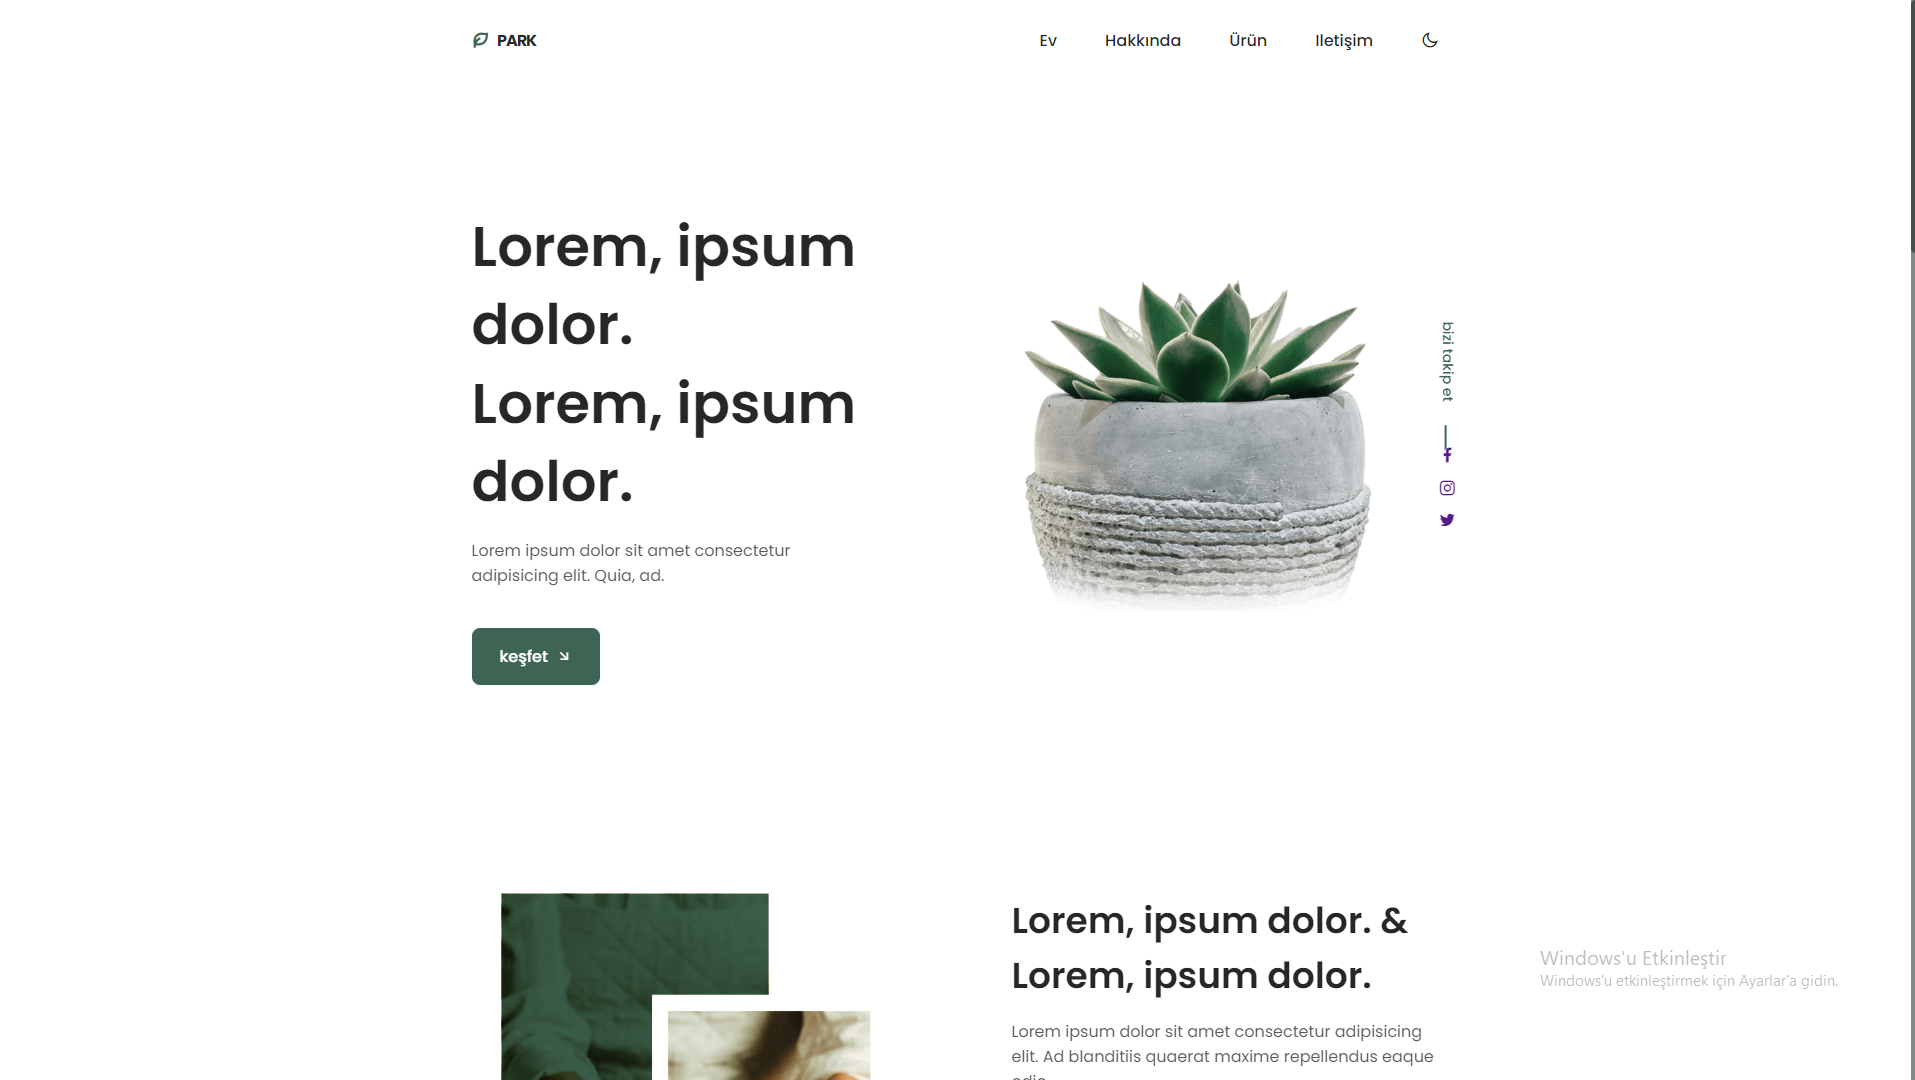 PARK
Ev
Hakkında
Ürün
Iletişim
Lorem, ipsum
dolor.
Lorem, ipsum
dolor.
Lorem ipsum dolor sit amet consectetur
adipisicing elit. Quia, ad.
keşfet
bizi takip et
Lorem, ipsum dolor. &
Lorem, ipsum dolor.
Lorem ipsum dolor sit amet consectetur adipisicing
elit. Ad blanditiis quaerat maxime repellendus eaque
Windows'u Etkinleştir
Windows'u etkinleştirmek için Ayarlar'a gidin.